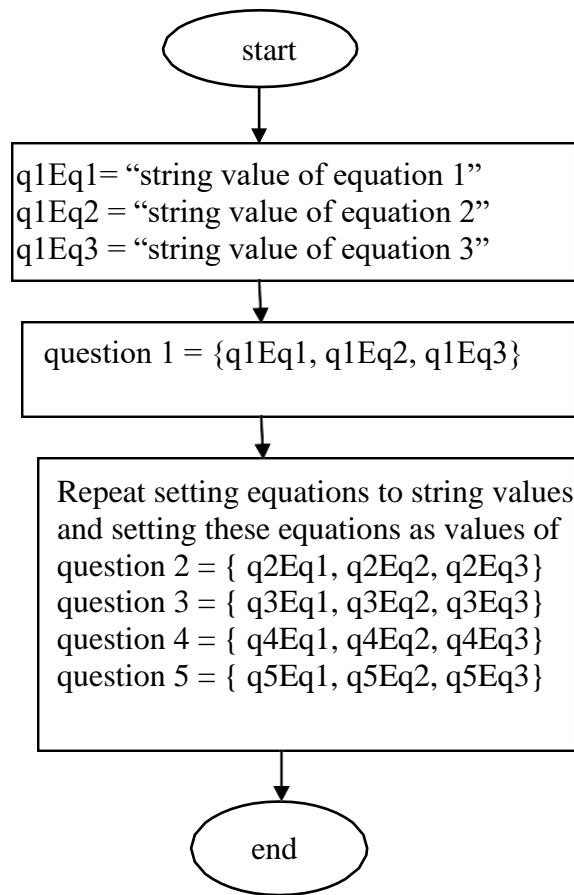 start
q1Eq1= “string value of equation 1”
q1Eq2 = “string value of equation 2”
q1Eq3 = “string value of equation 3”
question 1 = {q1Eq1, q1Eq2, q1Eq3}
Repeat setting equations to string values
and setting these equations as values of
question 2 = { q2Eq1, q2Eq2, q2Eq3}
question 3 = { q3Eq1, q3Eq2, q3Eq3}
question 4 = { q4Eq1, q4Eq2, q4Eq3}
question 5 = { q5Eq1, q5Eq2, q5Eq3}
end